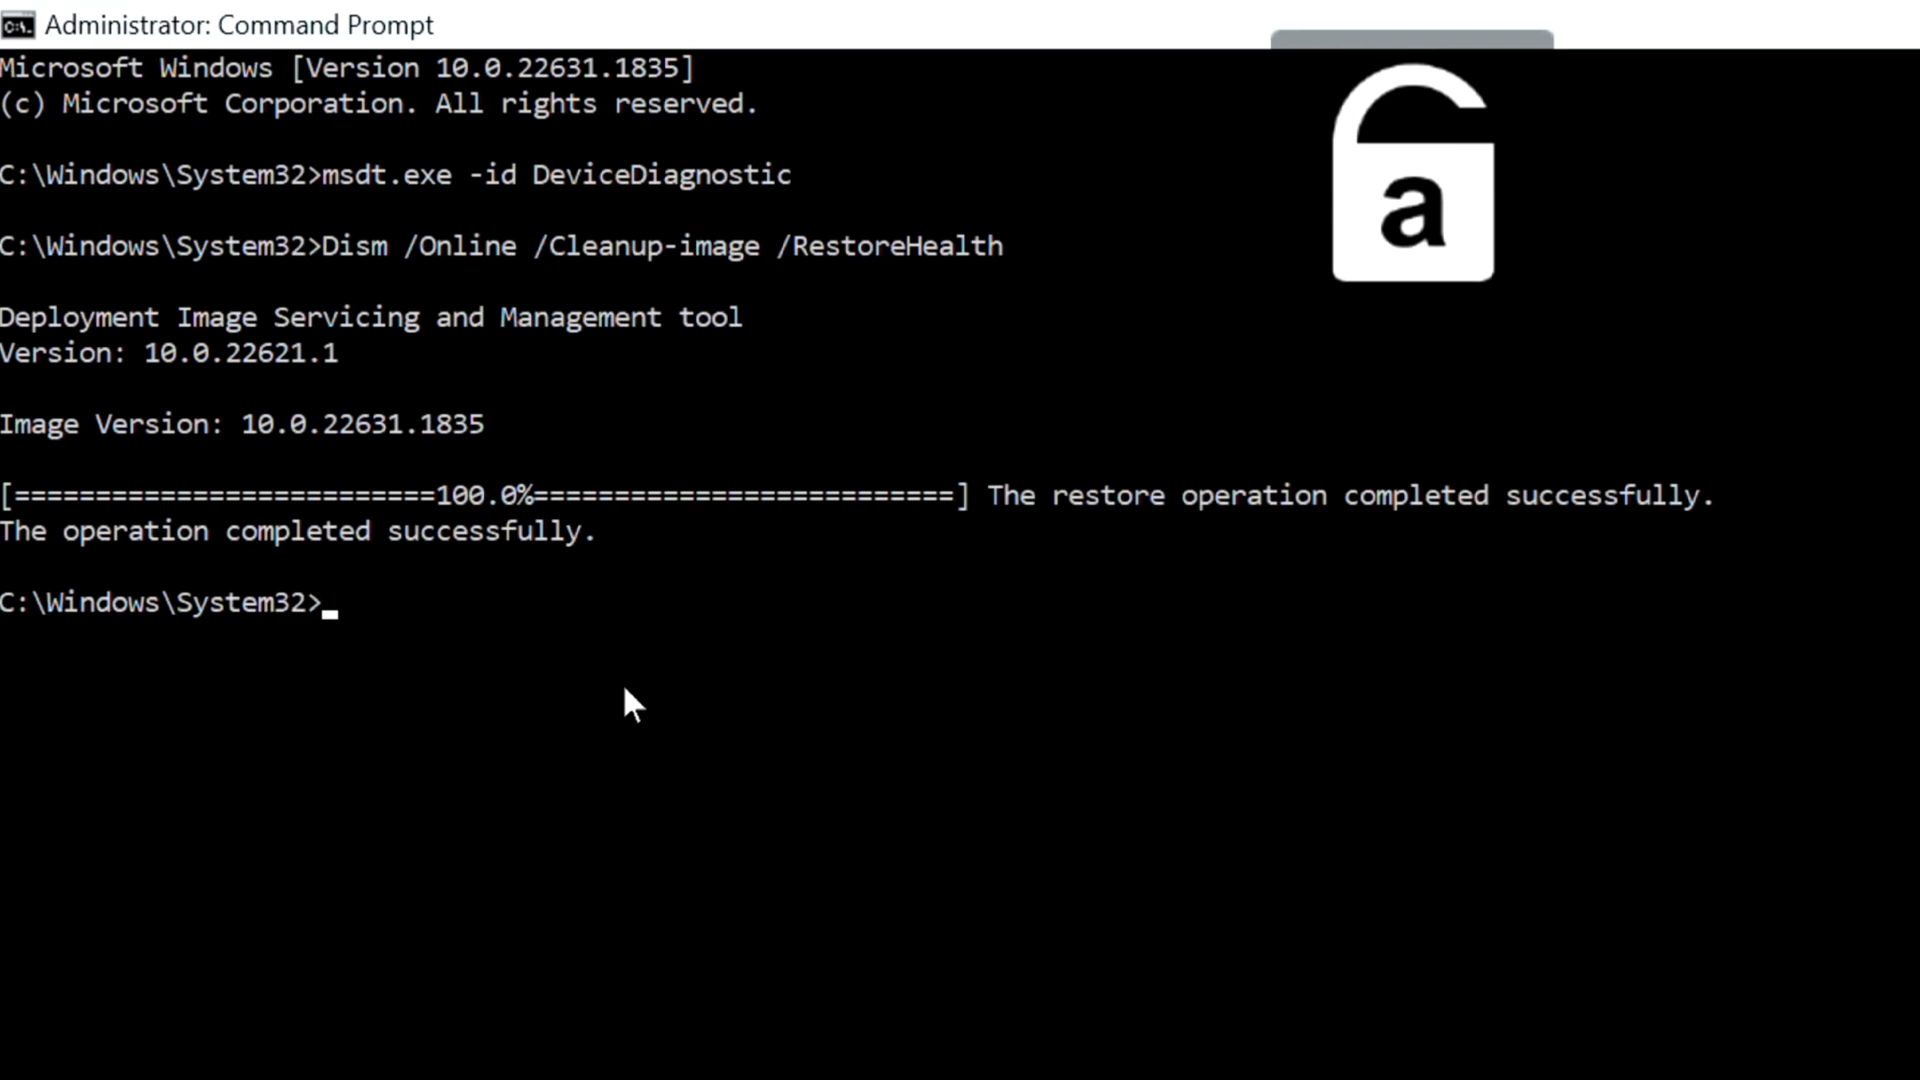 Administrator: Command Prompt
Microsoft Windows [Version 10.0.22631.1835]
(c) Microsoft Corporation. All rights reserved.
C:\Windows\System32>msdt.exe -id DeviceDiagnostic
C:\Windows\System32>Dism /Online /Cleanup-image /RestoreHealth
Deployment Image Servicing and Management tool
Version: 10.0.22621.1
Image Version: 10.0.22631.1835
[==========================100.0%==========================] The restore operation completed successfully.
The operation completed successfully.
C:\Windows\System32>
a